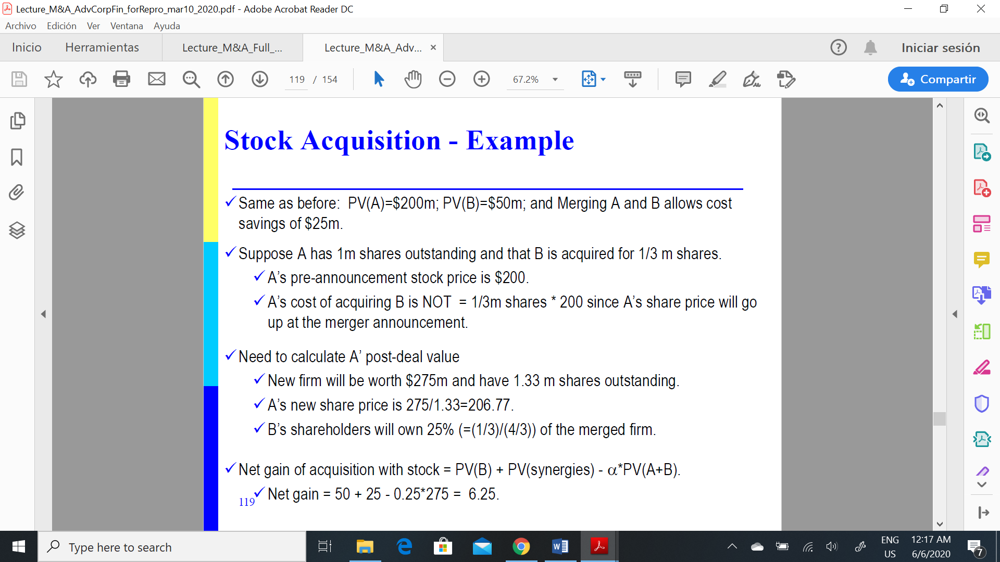 Lecture_M&A_AdvCorpFin_forRepro_mar10_2020.pdf - Adobe Acrobat Reader DC
Archivo Edición Ver Ventana Ayuda
Inicio Herramientas Lecture_M&A_Full_... Lecture_M&A_Adv... Iniciar sesión
119 / 154 67.2% Compartir
Stock Acquisition - Example
Same as before: PV(A)=$200m; PV(B)=$50m; and Merging A and B allows cost
savings of $25m.
Suppose A has 1m shares outstanding and that B is acquired for 1/3 m shares.
A’s pre-announcement stock price is $200.
A’s cost of acquiring B is NOT = 1/3m shares * 200 since A’s share price will go
up at the merger announcement.
Need to calculate A’ post-deal value
New firm will be worth $275m and have 1.33 m shares outstanding.
A’s new share price is 275/1.33=206.77.
B’s shareholders will own 25% (=(1/3)/(4/3)) of the merged firm.
Net gain of acquisition with stock = PV(B) + PV(synergies) - α*PV(A+B).
Net gain = 50 + 25 - 0.25*275 = 6.25.
119
Type here to search
ENG
US
12:17 AM
6/6/2020
7